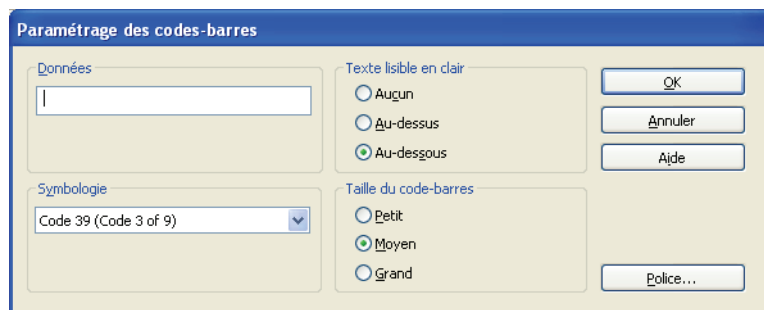 Paramétrage des codes-barres
Données
Symbologie
Code 39 (Code 3 of 9)
Texte lisible en clair
Aucun
Au-dessus
Au-dessous
Taille du code-barres
Petit
Moyen
Grand
OK
Annuler
Aide
Police...